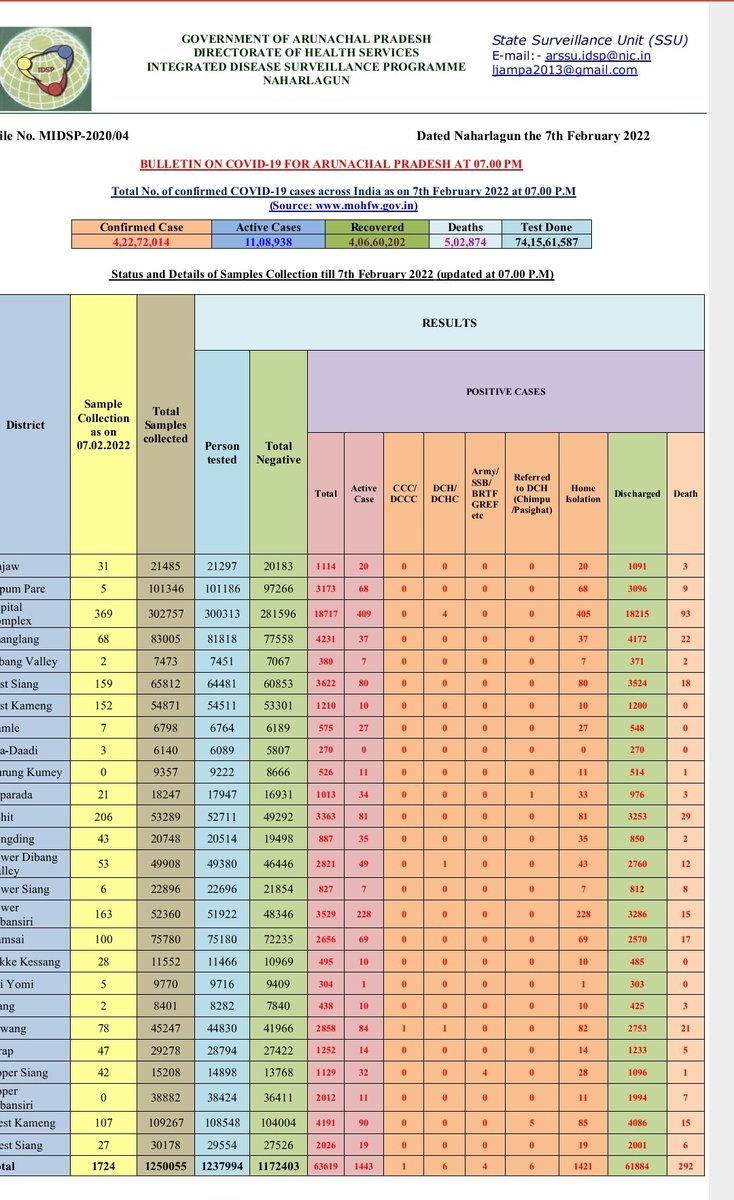 GOVERNMENT OF ARUNACHAL PRADESH
DIRECTORATE OF HEALTH SERVICES
INTEGRATED DISEASE SURVEILLANCE PROGRAMME
NAHARLAGUN
State Surveillance Unit (SSU)
E-mail:- arssu.idsp@nic.in
ljampa2013@gmail.com
IDSP
ile No. MIDSP-2020/04 Dated Naharlagun the 7th February 2022
BULLETIN ON COVID-19 FOR ARUNACHAL PRADESH AT 07.00 PM
Total No. of confirmed COVID-19 cases across India as on 7th February 2022 at 07.00 P.M
(Source: www.mohfw.gov.in)
Confirmed Case Active Cases Recovered Deaths Test Done
4,22,72,014 11,08,938 4,06,60,202 5,02,874 74,15,61,587
Status and Details of Samples Collection till 7th February 2022 (updated at 07.00 P.M)
RESULTS
POSITIVE CASES
District
Sample
Collection
as on
07.02.2022
Total
Samples
collected
Person
tested
Total
Negative
Total
Active
Case
CCC/
DCCC
DCH/
DCHC
Army/
SSB/
BRTF
GREF
etc
Referred
to DCH
(Chimpu
/Pasighat)
Home
Isolation
Discharged
Death
njaw 31 21485 21297 20183 1114 20 0 0 0 0 20 1091 3
pum Pare 5 101346 101186 97266 3173 68 0 0 0 0 68 3096 9
pital
omplex 369 302757 300313 281596 18717 409 0 4 0 0 405 18215 93
anglang 68 83005 81818 77558 4231 37 0 0 0 0 37 4172 22
bang Valley 2 7473 7451 7067 380 7 0 0 0 0 7 371 2
st Siang 159 65812 64481 60853 3622 80 0 0 0 0 80 3524 18
st Kameng 152 54871 54511 53301 1210 10 0 0 0 0 10 1200 0
mle 7 6798 6764 6189 575 27 0 0 0 0 27 548 0
a-Daadi 3 6140 6089 5807 270 0 0 0 0 0 0 270 0
urung Kumey 0 9357 9222 8666 526 11 0 0 0 0 11 514 1
parada 21 18247 17947 16931 1013 34 0 0 0 1 33 976 3
hit 206 53289 52711 49292 3363 81 0 0 0 0 81 3253 29
ngding 43 20748 20514 19498 887 35 0 0 0 0 35 850 2
wer Dibang
lley 53 49908 49380 46446 2821 49 0 1 0 0 43 2760 12
wer Siang 6 22896 22696 21854 827 7 0 0 0 0 7 812 8
wer
bansiri 163 52360 51922 48346 3529 228 0 0 0 0 228 3286 15
msai 100 75780 75180 72235 2656 69 0 0 0 0 69 2570 17
kke Kessang 28 11552 11466 10969 495 10 0 0 0 0 10 485 0
i Yomi 5 9770 9716 9409 304 1 0 0 0 0 1 303 0
ang 2 8401 8282 7840 438 10 0 0 0 0 10 425 3
wang 78 45247 44830 41966 2858 84 1 1 0 0 82 2753 21
rap 47 29278 28794 27422 1252 14 0 0 0 0 14 1233 5
pper Siang 42 15208 14898 13768 1129 32 0 0 4 0 28 1096 1
pper
bansiri 0 38882 38424 36411 2012 11 0 0 0 0 11 1994 7
est Kameng 107 109267 108548 104004 4191 90 0 0 0 5 85 4086 15
est Siang 27 30178 29554 27526 2026 19 0 0 0 0 19 2001 6
otal 1724 1250055 1237994 1172403 63619 1443 1 6 4 6 1421 61884 292